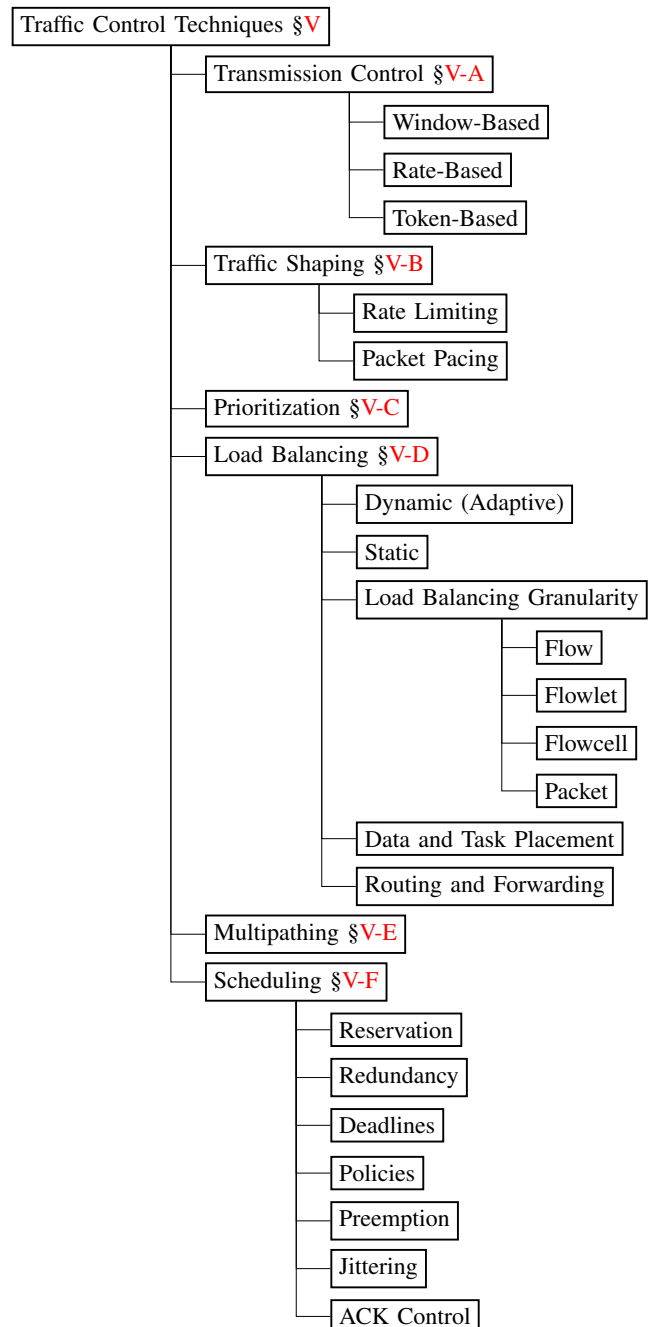 Traffic Control Techniques §V
Transmission Control §V-A
Window-Based
Rate-Based
Token-Based
Traffic Shaping §V-B
Rate Limiting
Packet Pacing
Prioritization §V-C
Load Balancing §V-D
Dynamic (Adaptive)
Static
Load Balancing Granularity
Flow
Flowlet
Flowcell
Packet
Data and Task Placement
Routing and Forwarding
Multipathing §V-E
Scheduling §V-F
Reservation
Redundancy
Deadlines
Policies
Preemption
Jittering
ACK Control